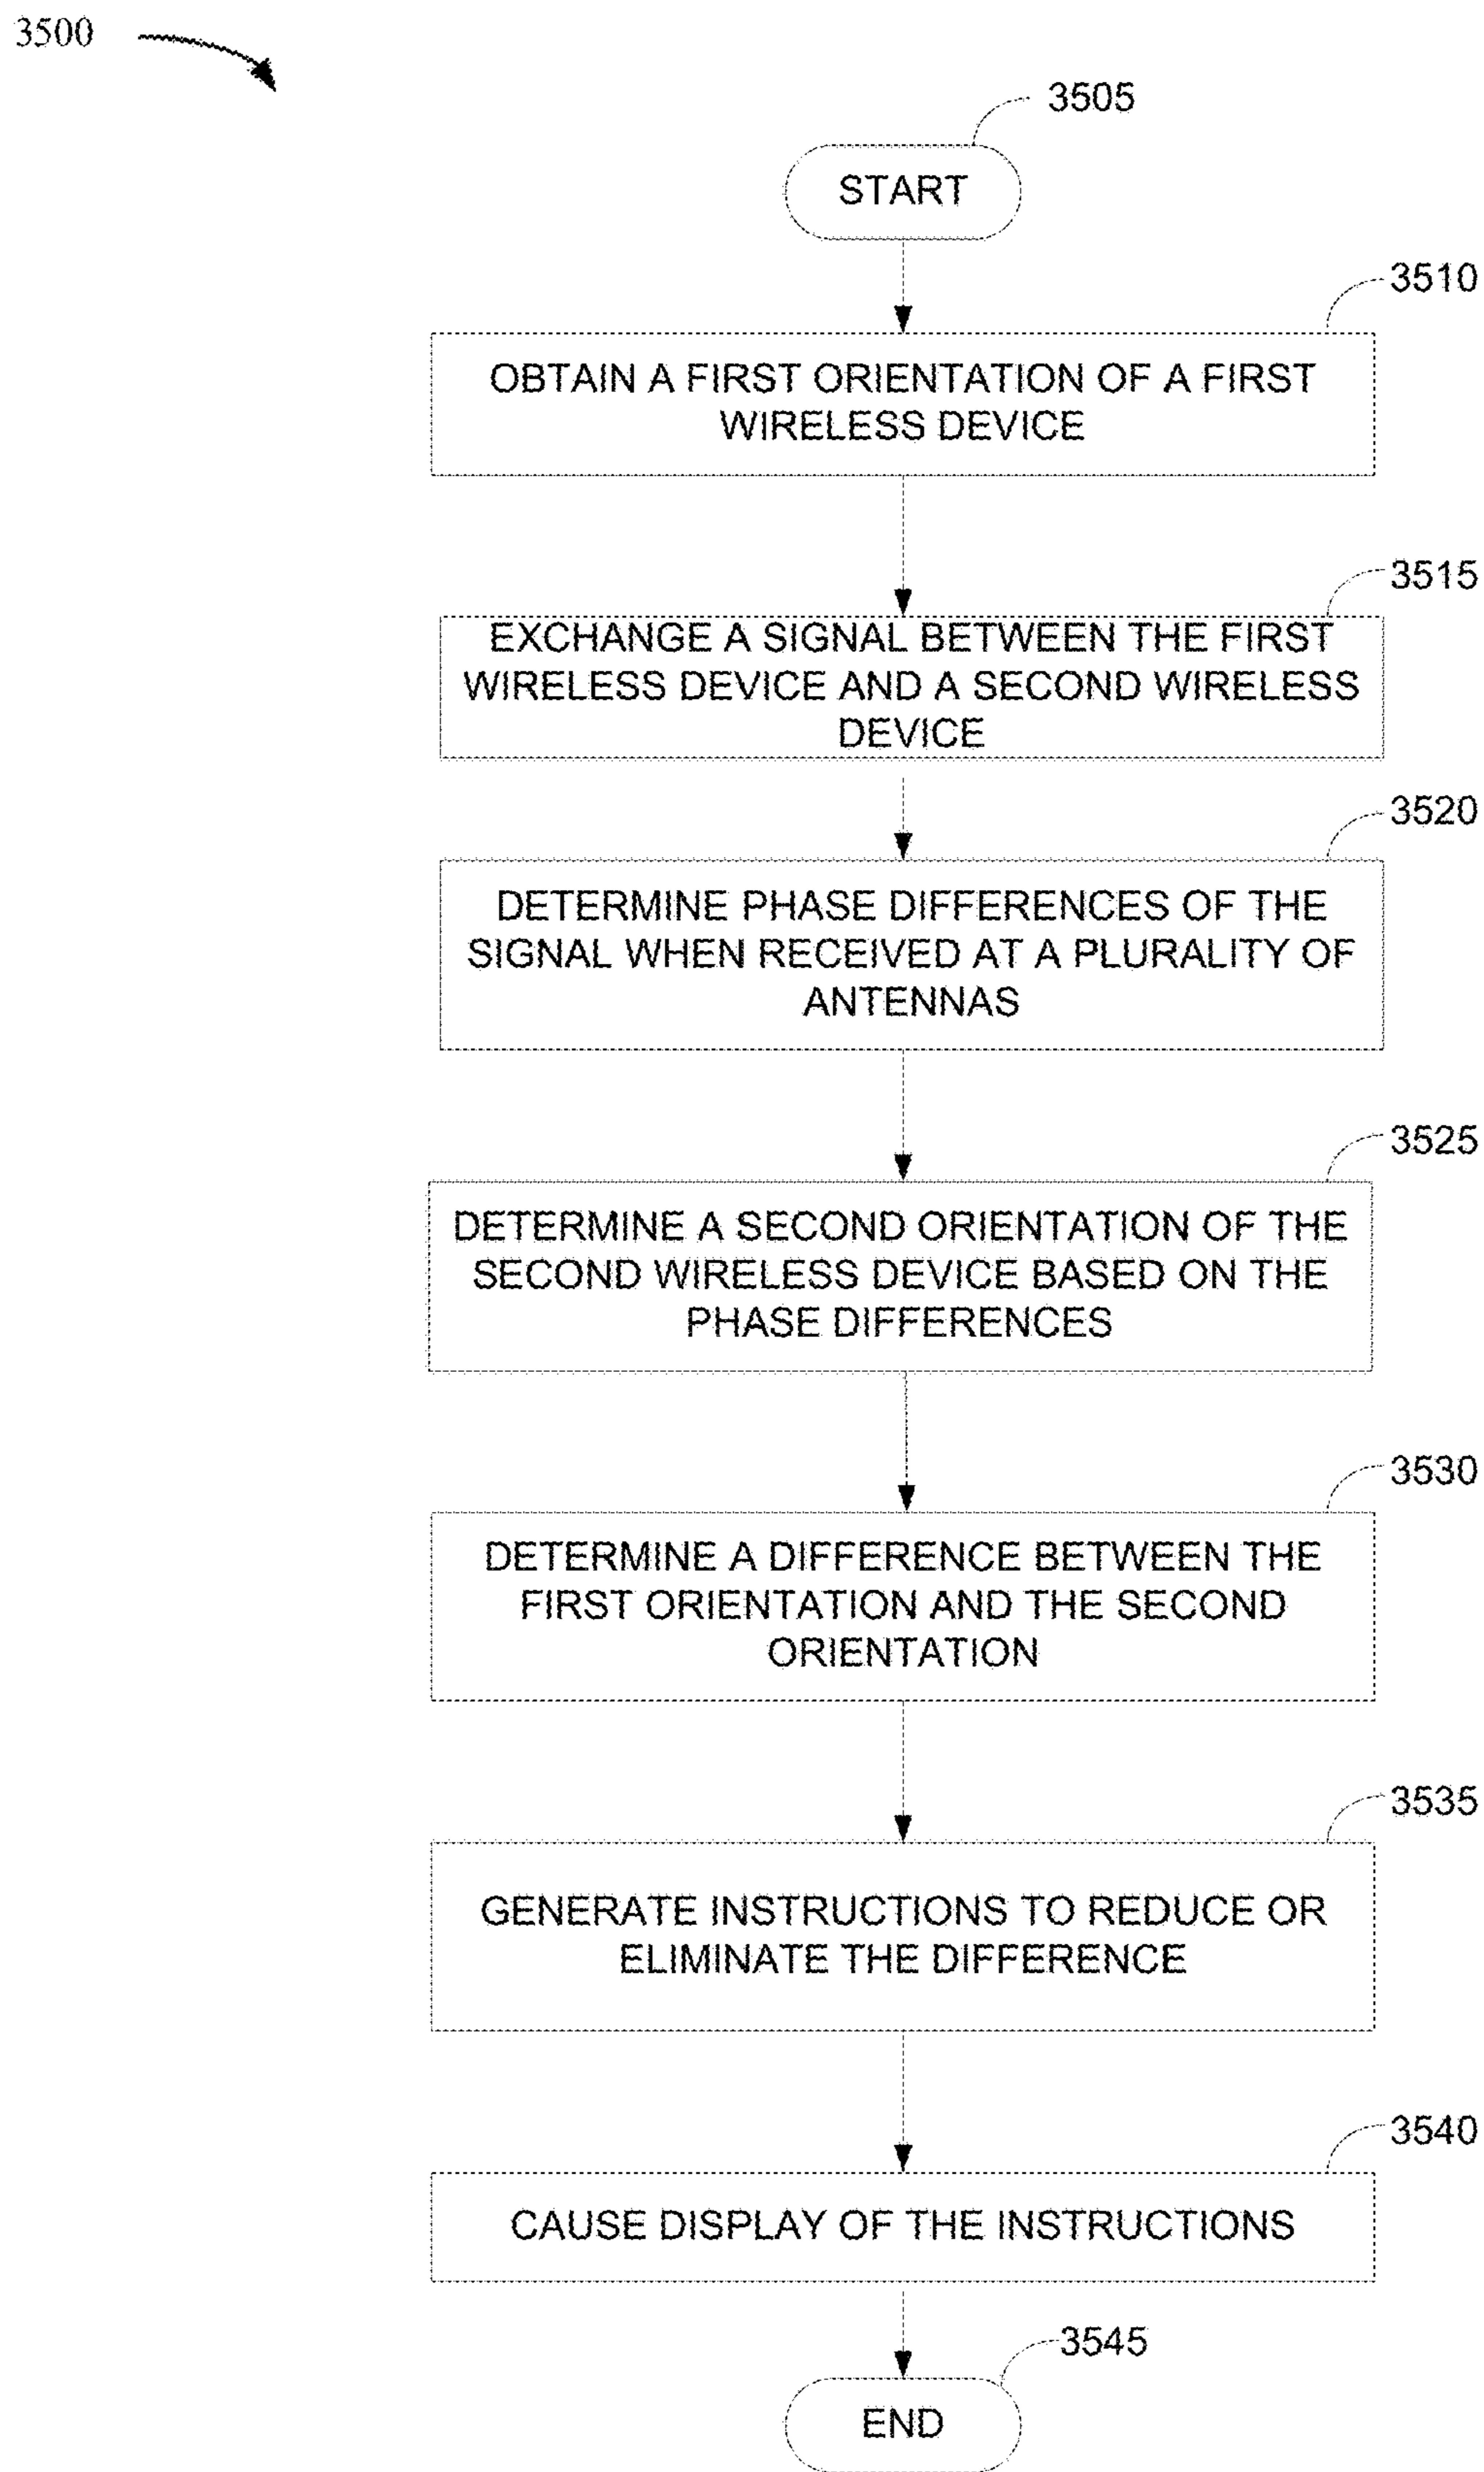 3500
3505
START
3510
OBTAIN A FIRST ORIENTATION OF A FIRST
WIRELESS DEVICE
3515
EXCHANGE A SIGNAL BETWEEN THE FIRST
WIRELESS DEVICE AND A SECOND WIRELESS
DEVICE
3520
DETERMINE PHASE DIFFERENCES OF THE
SIGNAL WHEN RECEIVED AT A PLURALITY OF
ANTENNAS
3525
DETERMINE A SECOND ORIENTATION OF THE
SECOND WIRELESS DEVICE BASED ON THE
PHASE DIFFERENCES
3530
DETERMINE A DIFFERENCE BETWEEN THE
FIRST ORIENTATION AND THE SECOND
ORIENTATION
3535
GENERATE INSTRUCTIONS TO REDUCE OR
ELIMINATE THE DIFFERENCE
3540
CAUSE DISPLAY OF THE INSTRUCTIONS
3545
END